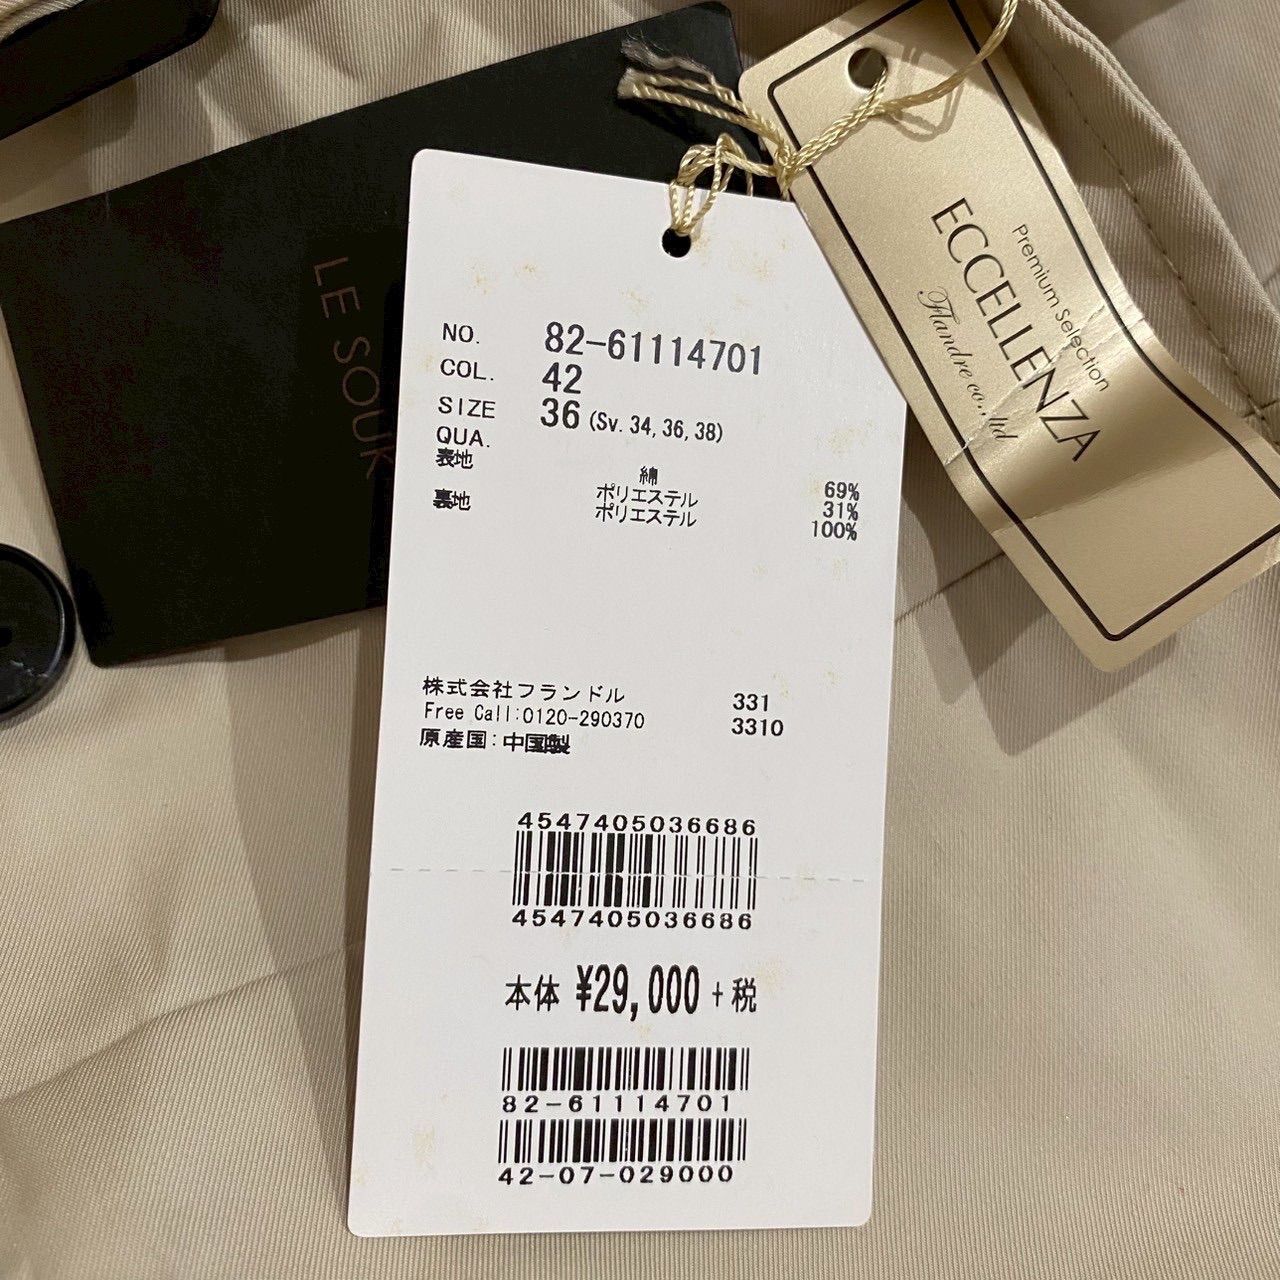 LE SOUK
Premium Selection
ECCELLENZA
Flandre co., ltd
NO. 82-61114701
COL. 42
SIZE 36 (Sv. 34, 36, 38)
QUA.
表地 綿 69%
ポリエステル 31%
裏地 ポリエステル 100%
株式会社フランドル 331
Free Call:0120-290370 3310
原産国:中国製
4547405036686
4547405036686
本体 ¥29,000 +税
82-61114701
42-07-029000